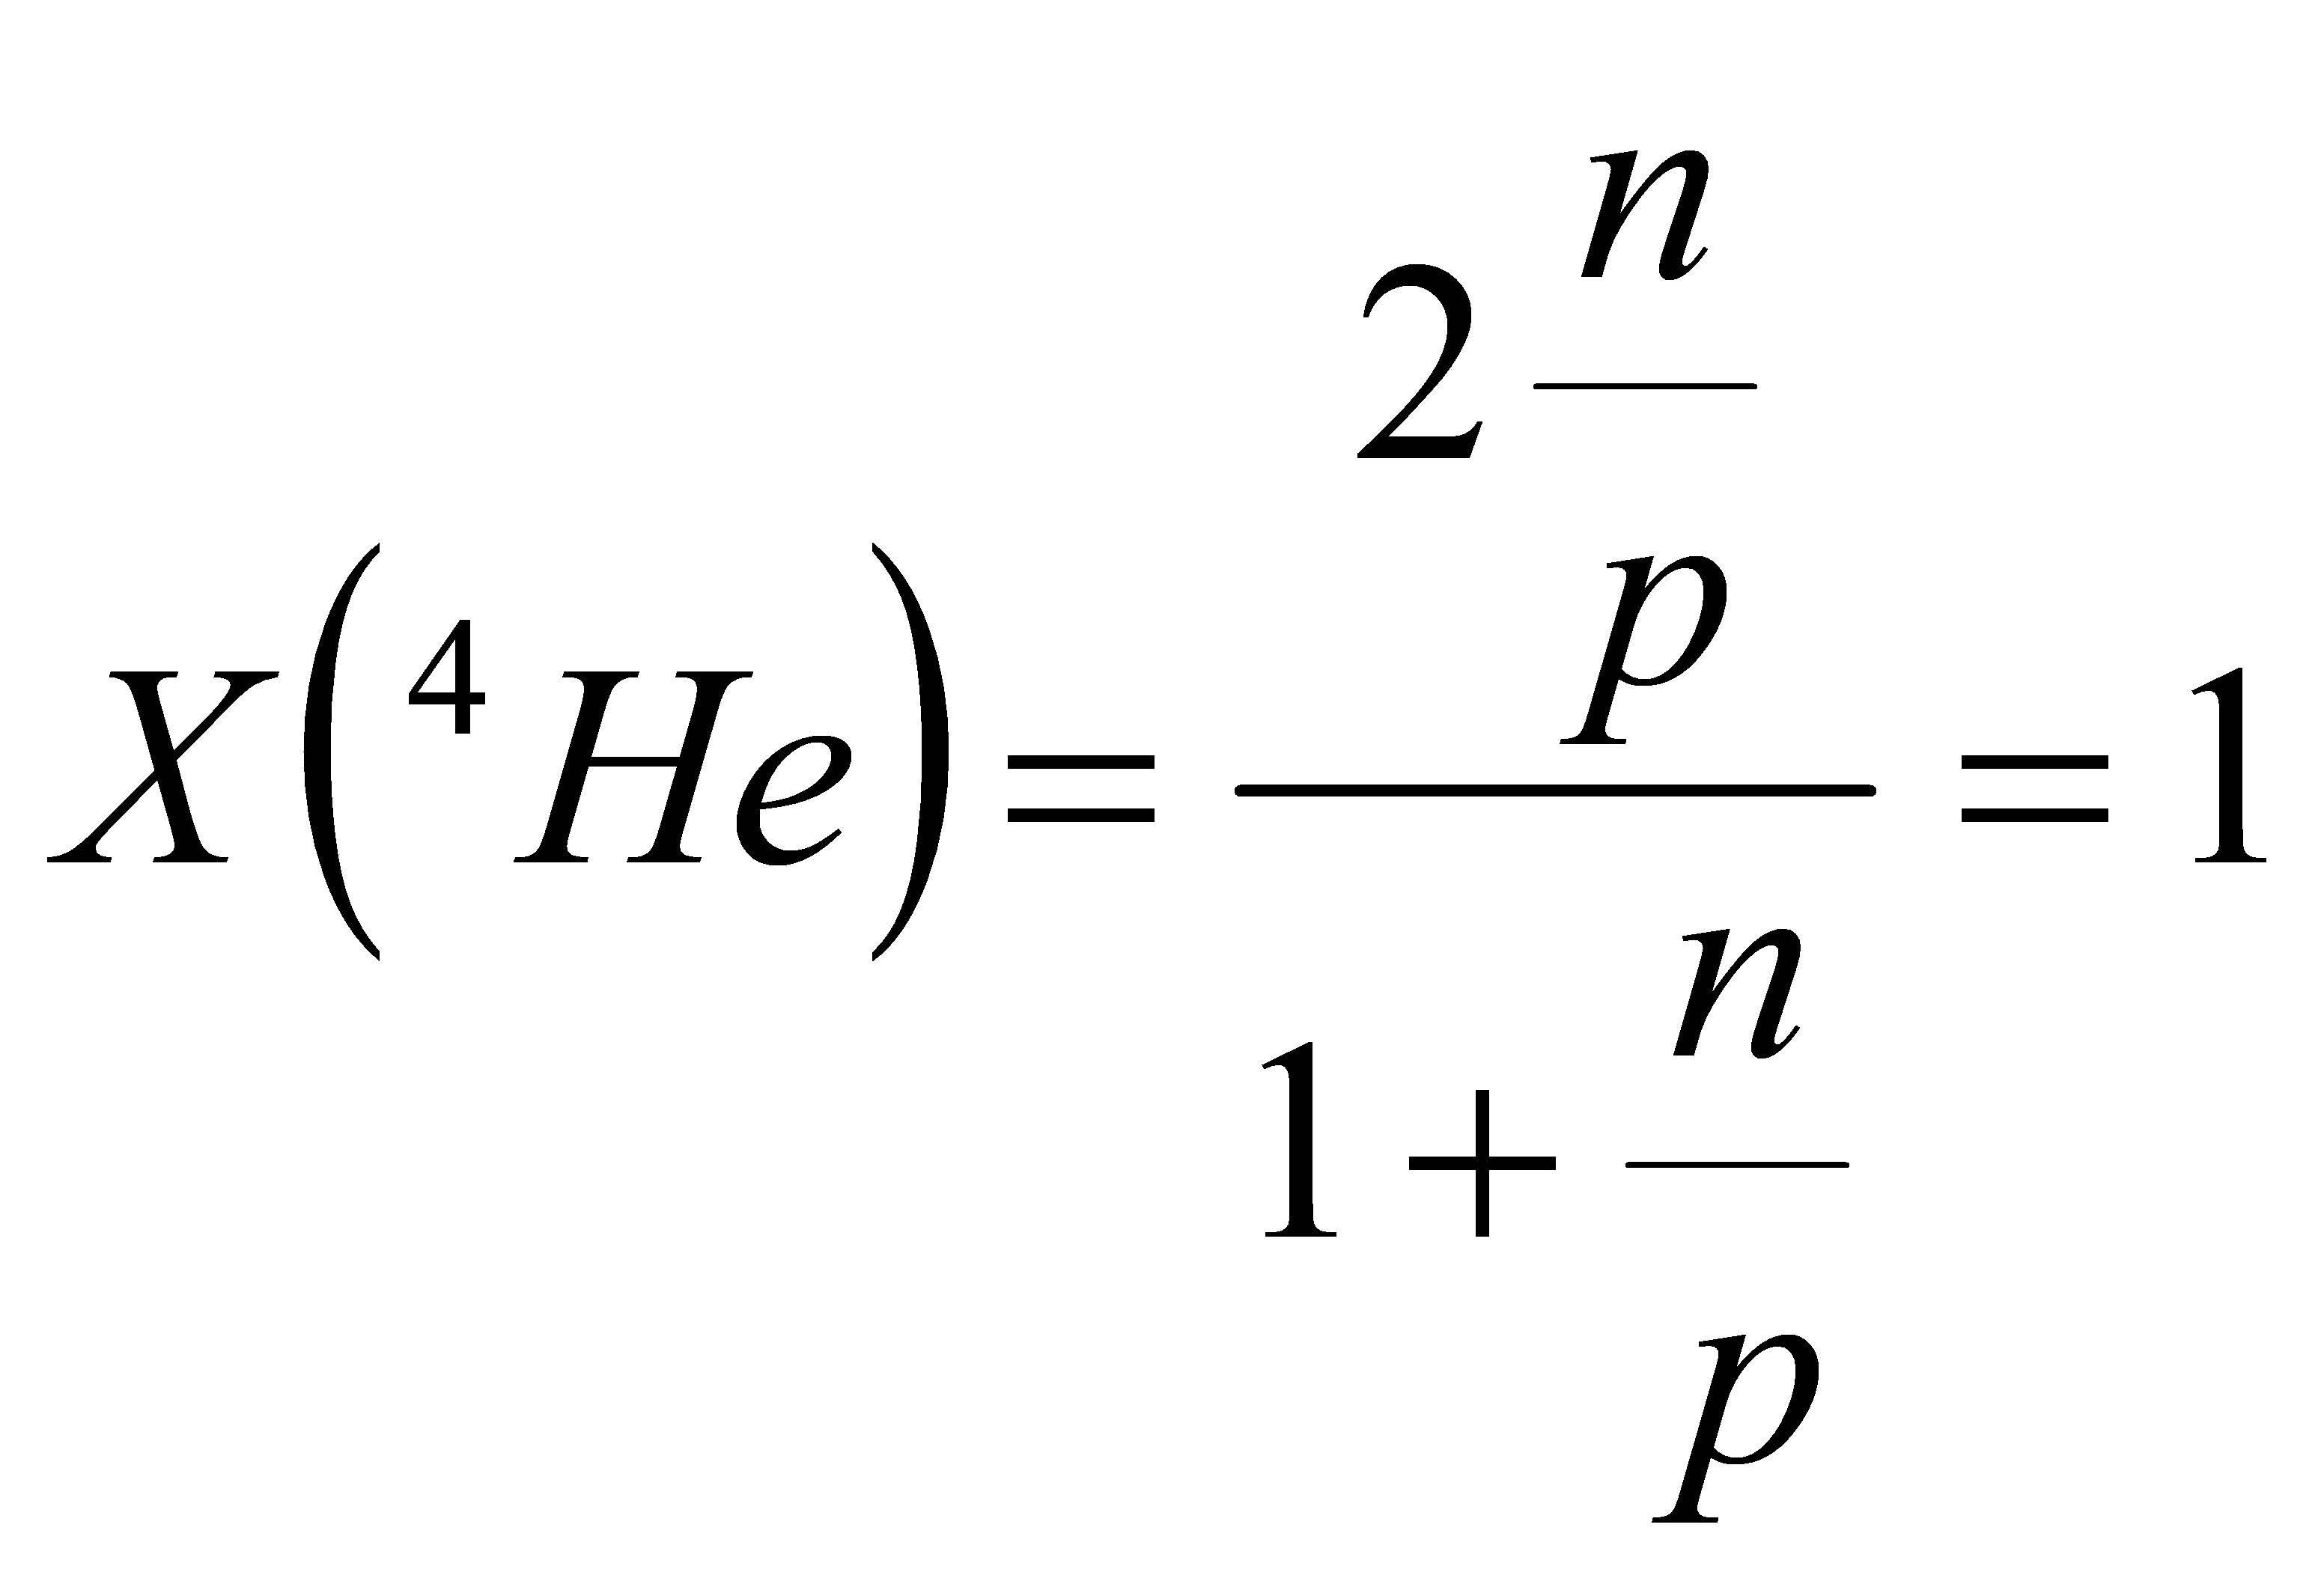 X(⁴He) = (2 n/p) / (1 + n/p) = 1